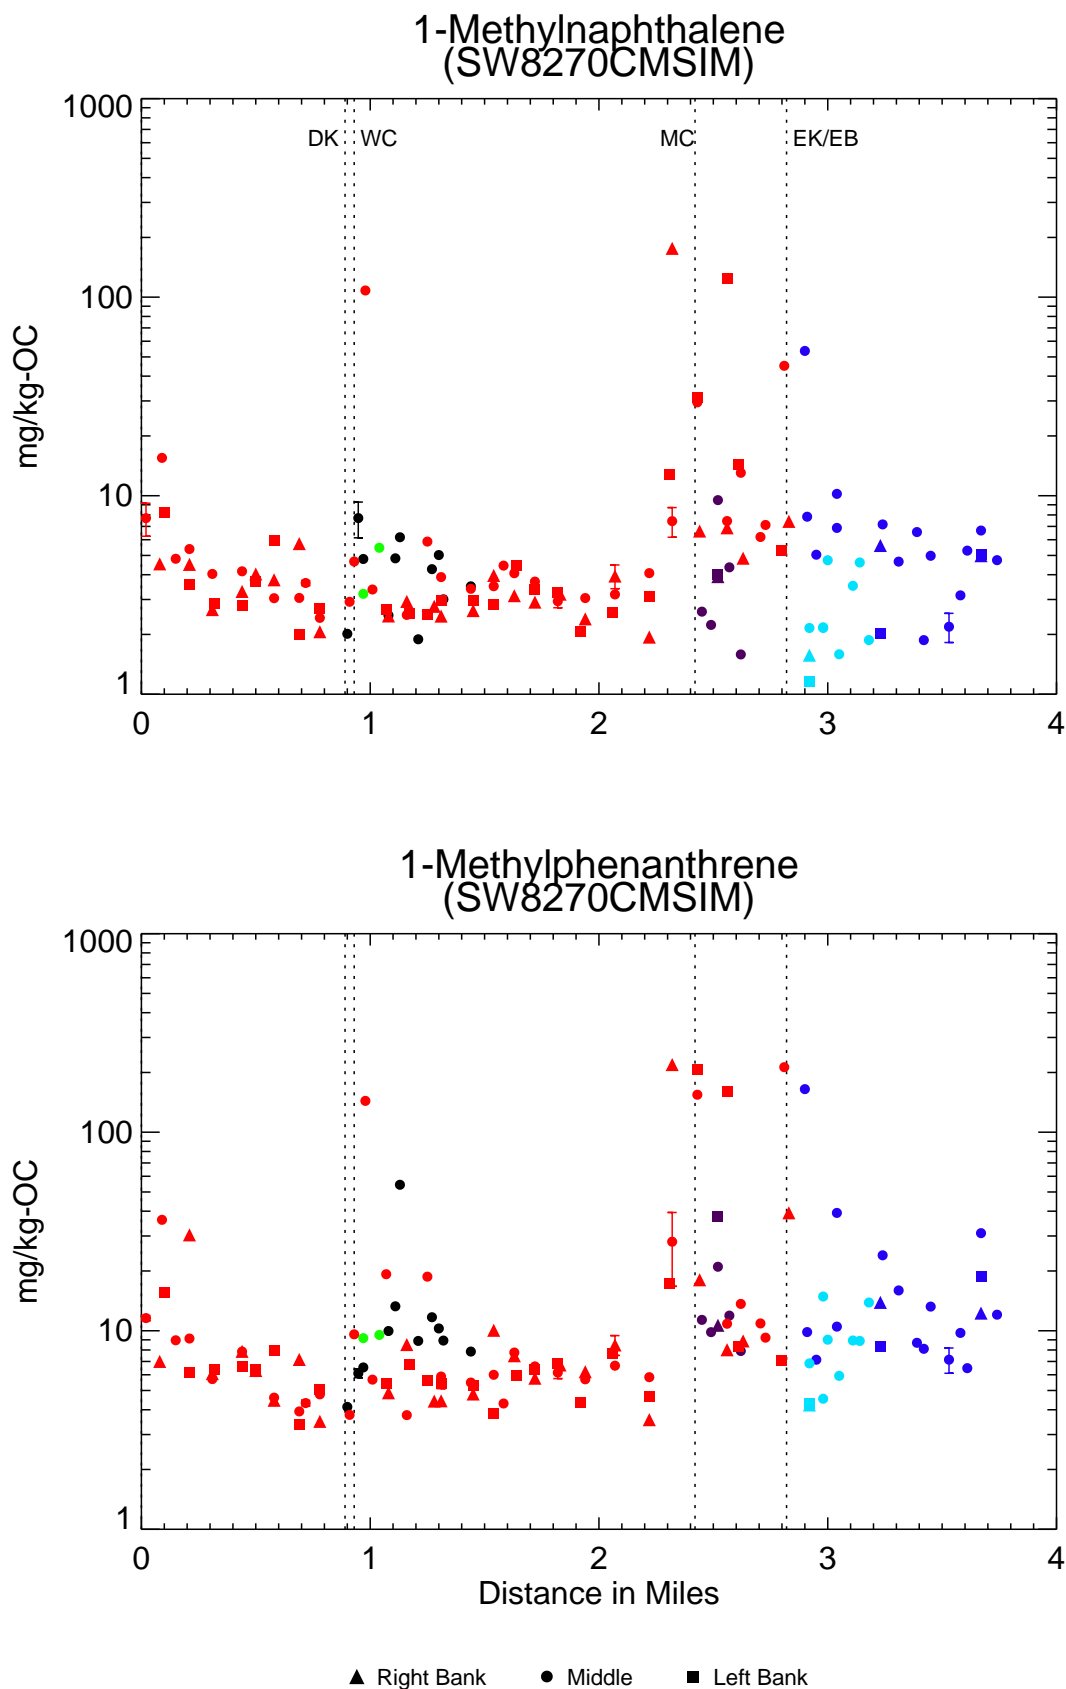 1-Methylnaphthalene
(SW8270CMSIM)
1000
DK WC MC EK/EB
100
mg/kg-OC
10
1
0 1 2 3 4
1-Methylphenanthrene
(SW8270CMSIM)
1000
100
mg/kg-OC
10
1
0 1 2 3 4
Distance in Miles
Right Bank Middle Left Bank